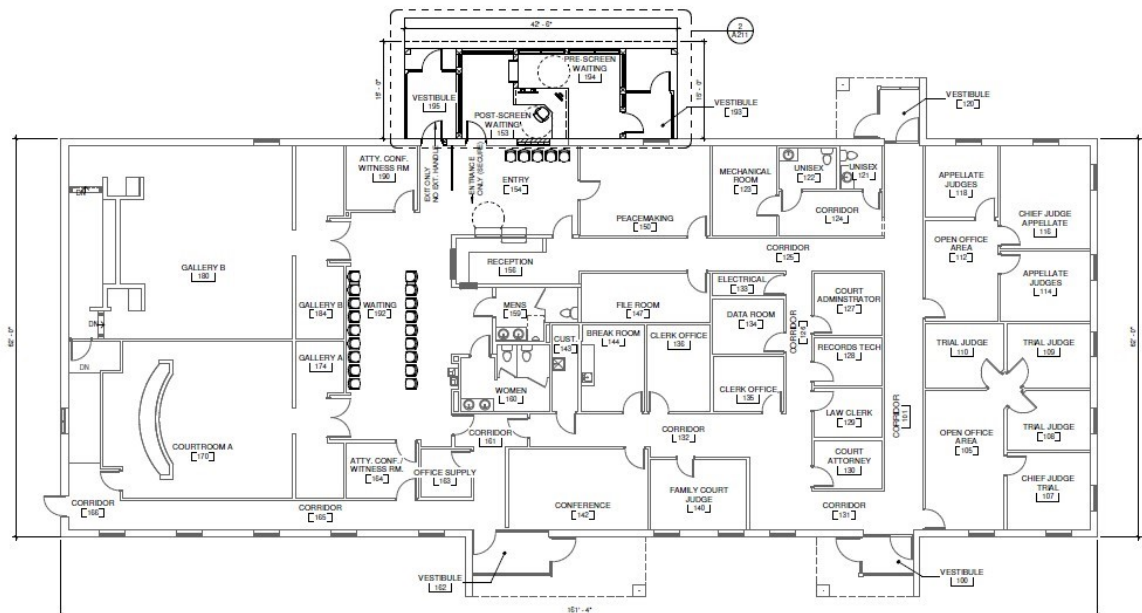 42' - 0"
2
A211
PRE-SCREEN
WAITING
194
VESTIBULE
195
POST-SCREEN
WAITING
153
VESTIBULE
193
VESTIBULE
120
15' - 0"
62' - 0"
62' - 0"
EXIT ONLY
NO EXT. HANDLE
ENTRANCE
ONLY (SECURE)
ATTY. CONF.
WITNESS RM
190
ENTRY
154
PEACEMAKING
150
MECHANICAL
ROOM
123
UNISEX
122
UNISEX
121
CORRIDOR
124
APPELLATE
JUDGES
118
CHIEF JUDGE
APPELLATE
116
CORRIDOR
125
OPEN OFFICE
AREA
112
APPELLATE
JUDGES
114
DN
GALLERY B
180
RECEPTION
156
ELECTRICAL
133
GALLERY B
184
WAITING
192
MENS
159
FILE ROOM
147
DATA ROOM
134
CORRIDOR
126
COURT
ADMINSTRATOR
127
DN
CUST.
143
BREAK ROOM
144
CLERK OFFICE
136
RECORDS TECH
128
TRIAL JUDGE
110
TRIAL JUDGE
109
DN
GALLERY A
174
WOMEN
160
CLERK OFFICE
135
LAW CLERK
129
CORRIDOR
101
TRIAL JUDGE
108
COURTROOM A
170
CORRIDOR
161
CORRIDOR
132
OPEN OFFICE
AREA
105
ATTY. CONF. /
WITNESS RM.
164
OFFICE SUPPLY
163
COURT
ATTORNEY
130
CHIEF JUDGE
TRIAL
107
CORRIDOR
166
CORRIDOR
165
CONFERENCE
142
FAMILY COURT
JUDGE
140
CORRIDOR
131
VESTIBULE
162
VESTIBULE
100
161' - 4"